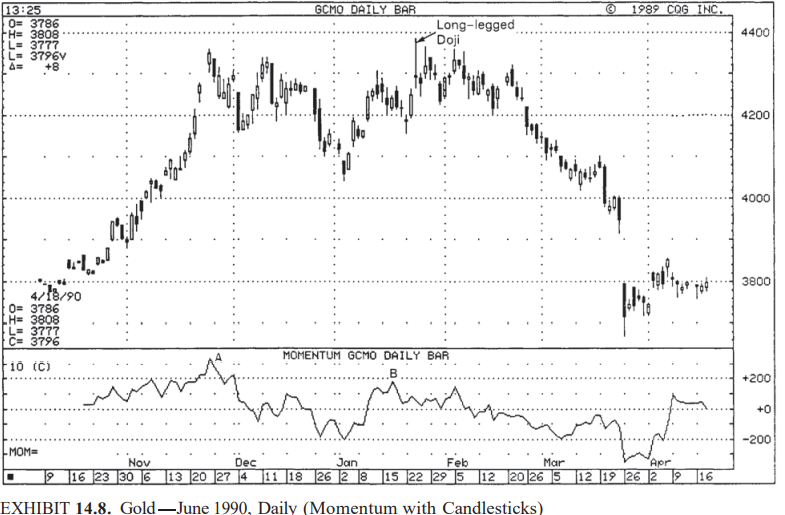 13:25 GCMO DAILY BAR © 1989 CQG INC.
O= 3786
H= 3808
L= 3777
L= 3796v
Δ= +8
Long-legged
Doji
4400
4200
4000
3800
4/18/90
O= 3786
H= 3808
L= 3777
C= 3796
MOMENTUM GCMO DAILY BAR
10 (C)
A
B
+200
+0
-200
MOM=
Nov Dec Jan Feb Mar Apr
9 16 23 30 6 13 20 27 4 11 18 26 2 8 15 22 29 5 12 20 26 5 12 19 26 2 9 16
EXHIBIT 14.8. Gold—June 1990, Daily (Momentum with Candlesticks)